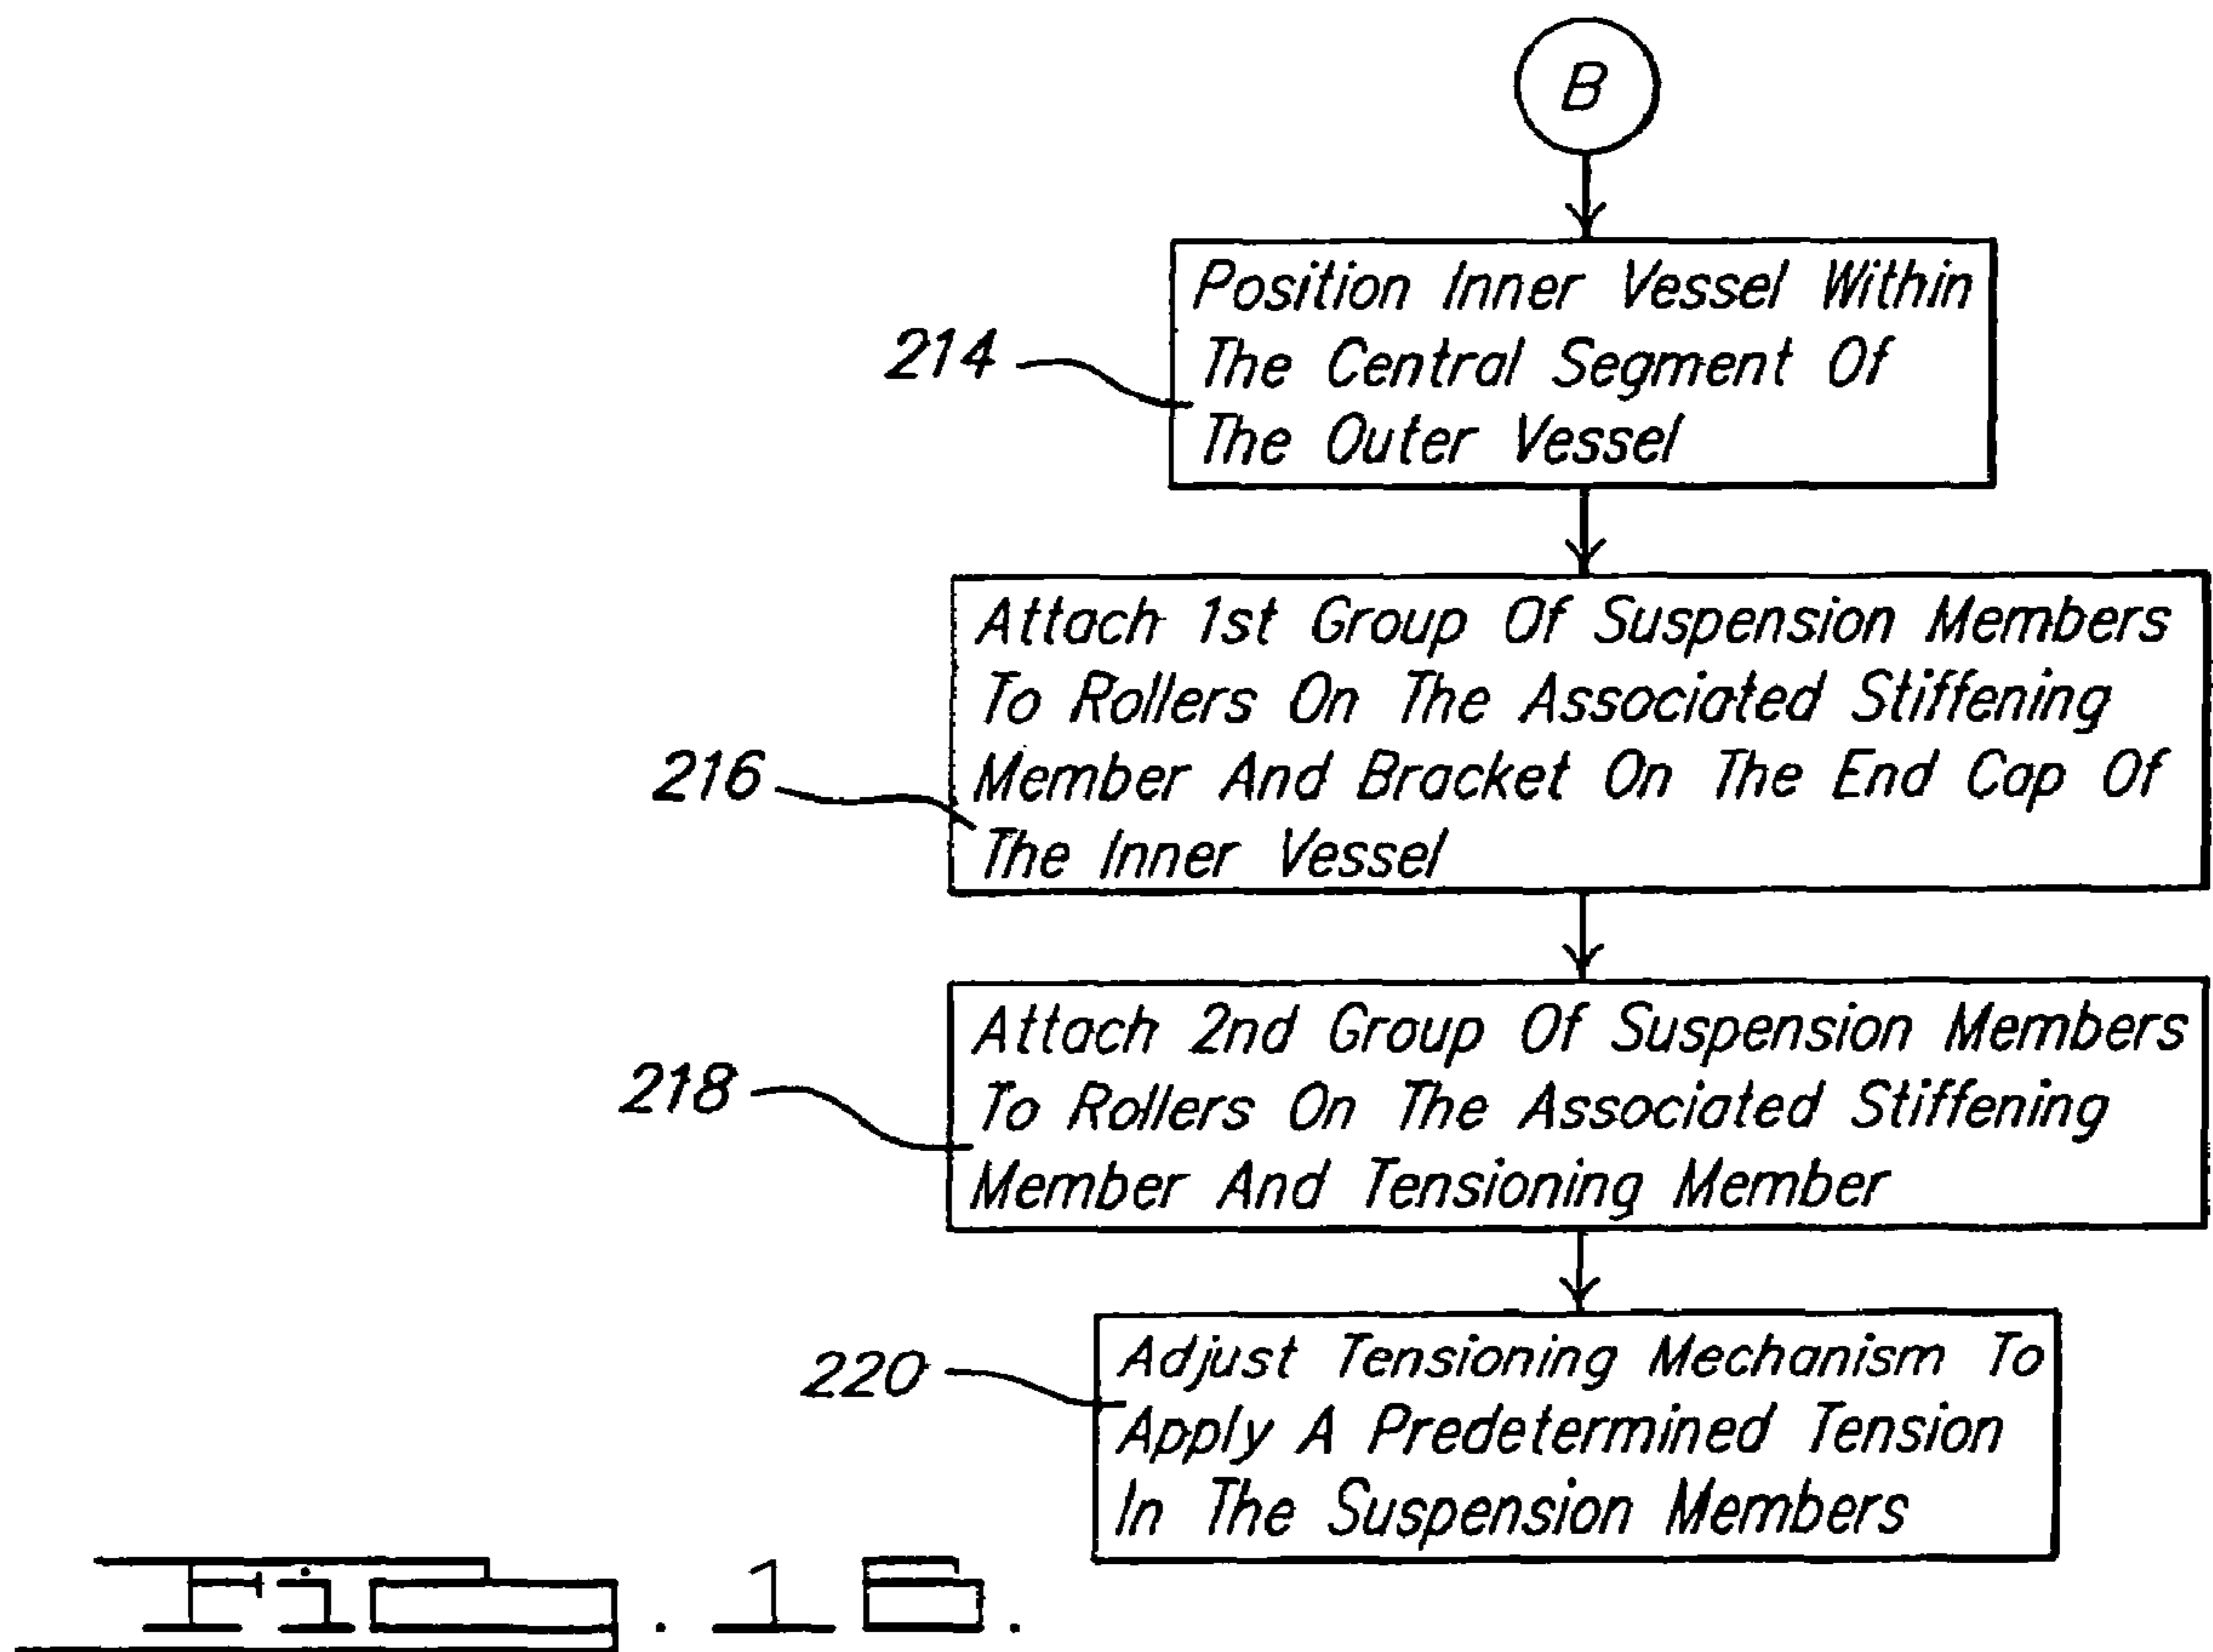 B
Position Inner Vessel Within
The Central Segment Of
The Outer Vessel
214
Attach 1st Group Of Suspension Members
To Rollers On The Associated Stiffening
Member And Bracket On The End Cap Of
The Inner Vessel
216
Attach 2nd Group Of Suspension Members
To Rollers On The Associated Stiffening
Member And Tensioning Member
218
Adjust Tensioning Mechanism To
Apply A Predetermined Tension
In The Suspension Members
220
Fig. 16.